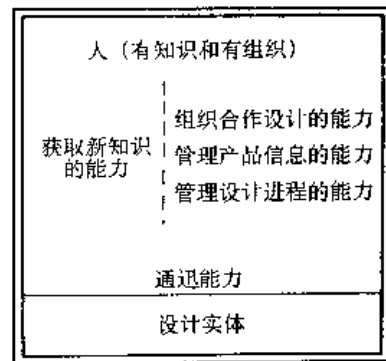 人（有知识和有组织）
组织合作设计的能力
获取新知识
的能力
管理产品信息的能力
管理设计进程的能力
通迅能力
设计实体